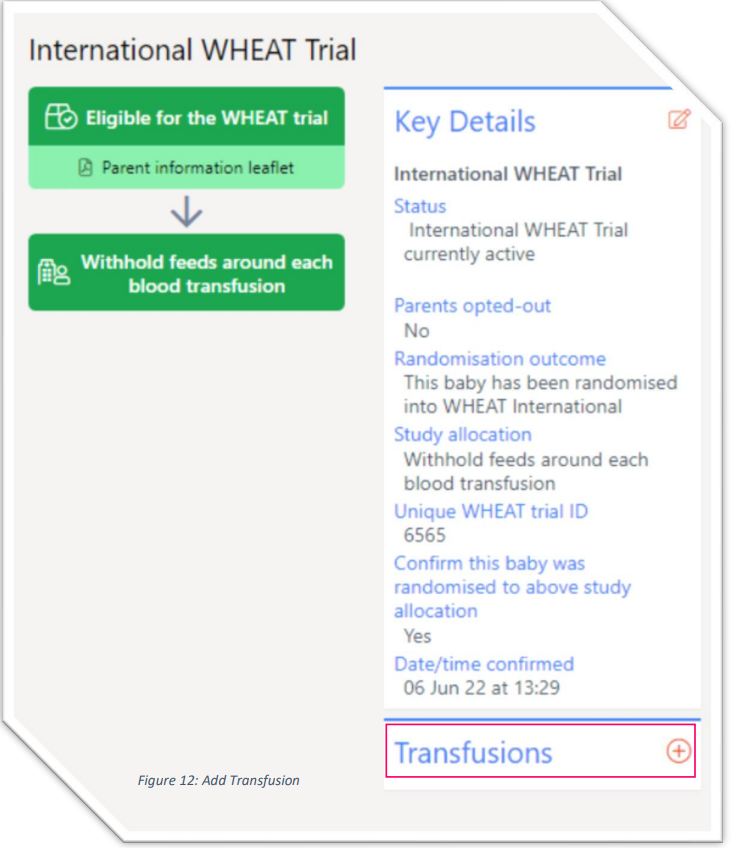 International WHEAT Trial
Eligible for the WHEAT trial
Parent information leaflet
Withhold feeds around each
blood transfusion
Key Details
International WHEAT Trial
Status
International WHEAT Trial
currently active
Parents opted-out
No
Randomisation outcome
This baby has been randomised
into WHEAT International
Study allocation
Withhold feeds around each
blood transfusion
Unique WHEAT trial ID
6565
Confirm this baby was
randomised to above study
allocation
Yes
Date/time confirmed
06 Jun 22 at 13:29
Transfusions
Figure 12: Add Transfusion